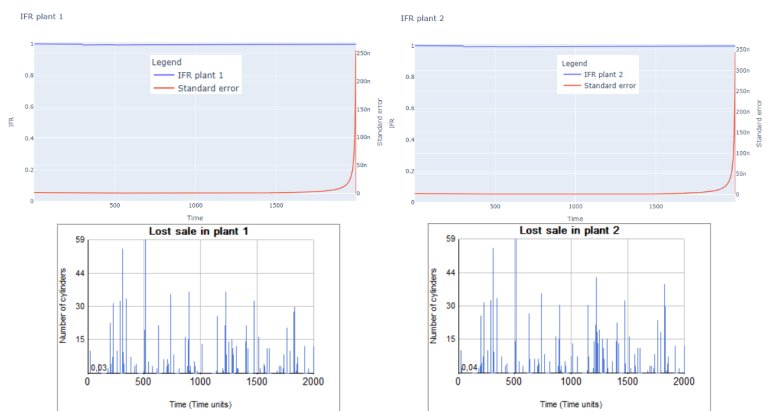 IFR plant 1
1
0.8
0.6
0.4
0.2
0
IFR
Legend
IFR plant 1
Standard error
250n
200n
150n
100n
50n
0
Standard error
500
1000
1500
Time
IFR plant 2
1
0.8
0.6
0.4
0.2
0
IFR
Legend
IFR plant 2
Standard error
350n
300n
250n
200n
150n
100n
50n
0
Standard error
500
1000
1500
Time
Lost sale in plant 1
59
44
30
15
Number of cylinders
0,03
0
500
1000
1500
2000
Time (Time units)
Lost sale in plant 2
59
44
30
15
Number of cylinders
0,04
0
500
1000
1500
2000
Time (Time units)